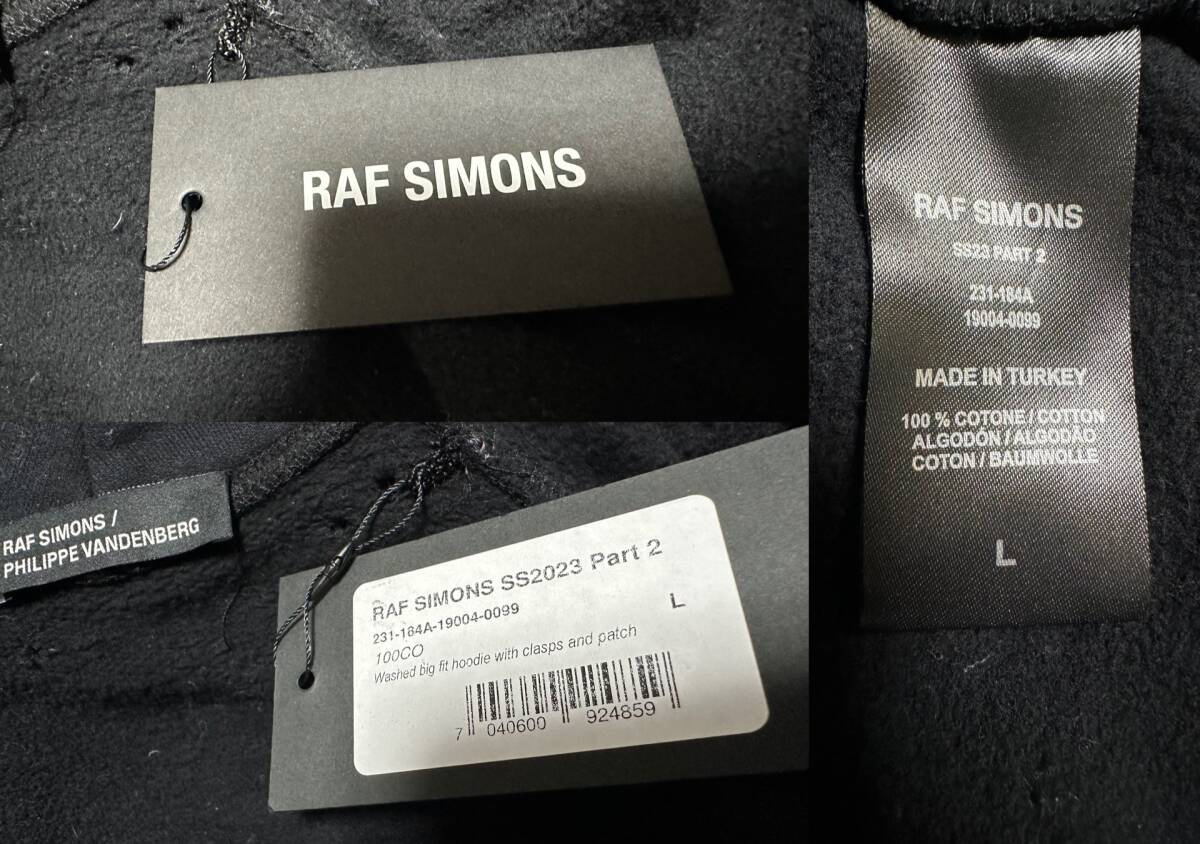 RAF SIMONS
RAF SIMONS /
PHILIPPE VANDENBERG
RAF SIMONS SS2023 Part 2
231-184A-19004-0099
L
100CO
Washed big fit hoodie with clasps and patch
7 040600 924859
RAF SIMONS
SS23 PART 2
231-184A
19004-0099
MADE IN TURKEY
100 % COTONE / COTTON
ALGODON / ALGODÃO
COTON / BAUMWOLLE
L